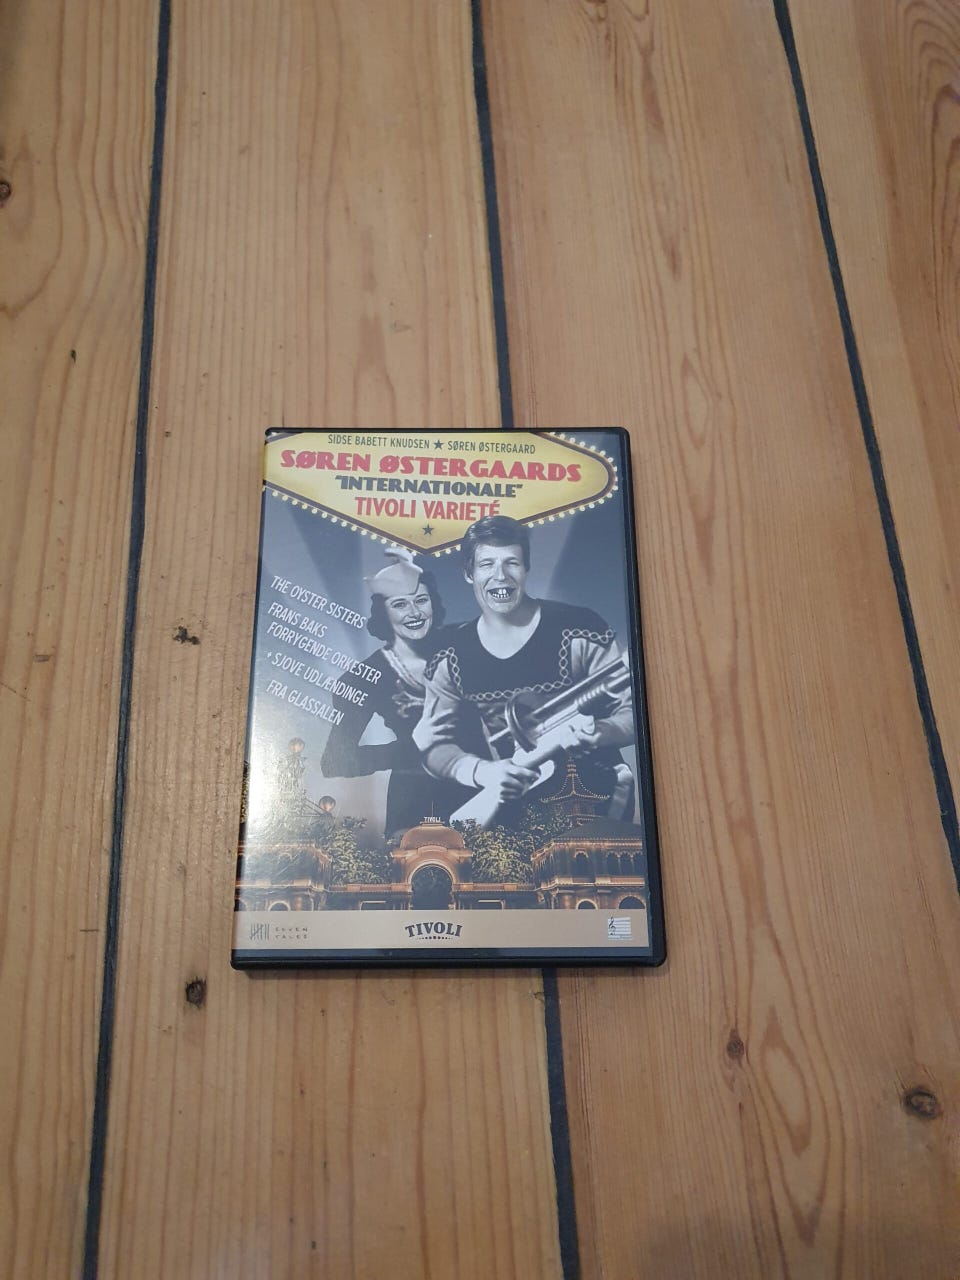 SIDSE BABETT KNUDSEN ★ SØREN ØSTERGAARD
SØREN ØSTERGAARDS
"INTERNATIONALE"
TIVOLI VARIETÉ
THE OYSTER SISTERS
FRANS BAKS
FORRYGENDE ORKESTER
+ SJOVE UDLÆNDINGE
FRA GLASSALEN
TIVOLI
SEVEN
TALES
TIVOLI